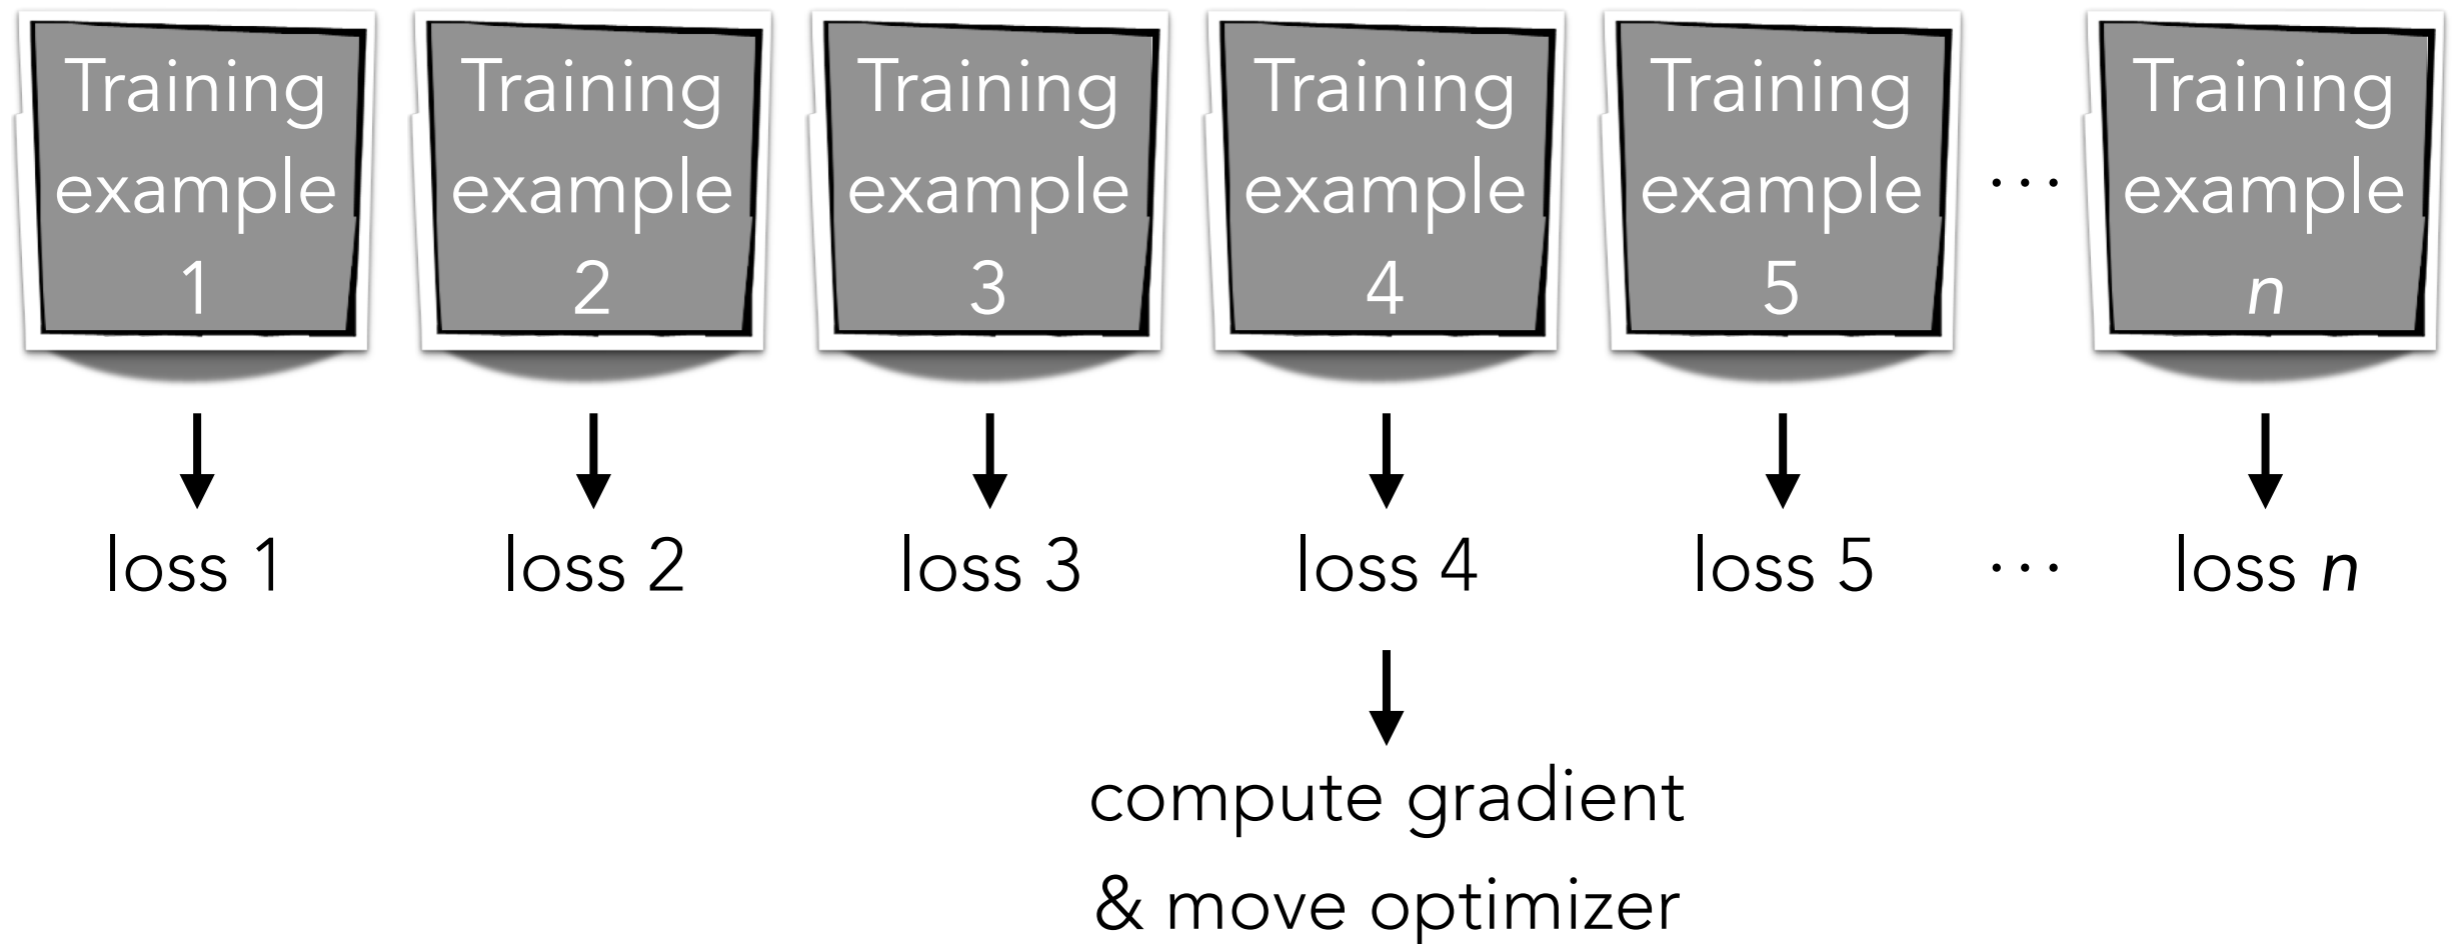 Training example 1
Training example 2
Training example 3
Training example 4
Training example 5
...
Training example n
loss 1
loss 2
loss 3
loss 4
loss 5
...
loss n
compute gradient
& move optimizer